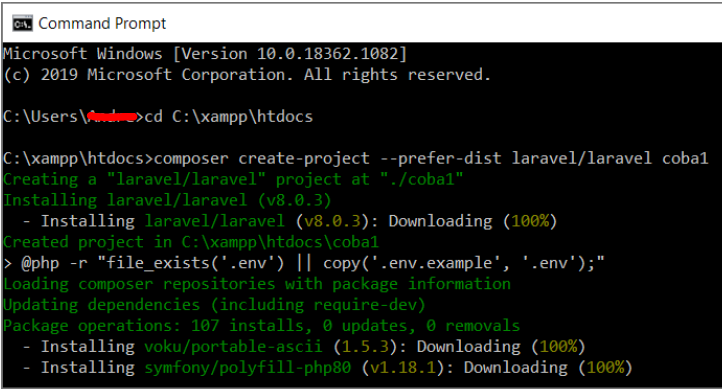 Command Prompt
Microsoft Windows [Version 10.0.18362.1082]
(c) 2019 Microsoft Corporation. All rights reserved.
C:\Users\>cd C:\xampp\htdocs
C:\xampp\htdocs>composer create-project --prefer-dist laravel/laravel coba1
Creating a "laravel/laravel" project at "./coba1"
Installing laravel/laravel (v8.0.3)
- Installing laravel/laravel (v8.0.3): Downloading (100%)
Created project in C:\xampp\htdocs\coba1
> @php -r "file_exists('.env') || copy('.env.example', '.env');"
Loading composer repositories with package information
Updating dependencies (including require-dev)
Package operations: 107 installs, 0 updates, 0 removals
- Installing voku/portable-ascii (1.5.3): Downloading (100%)
- Installing symfony/polyfill-php80 (v1.18.1): Downloading (100%)